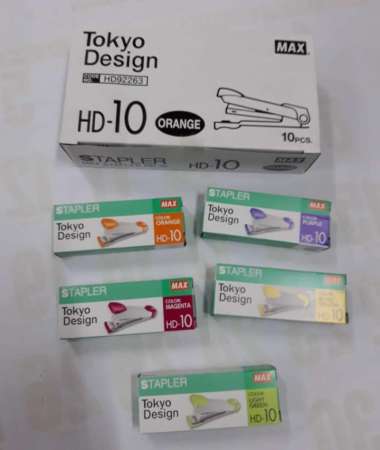 Tokyo
Design
MAX
HD92263
HD-10 ORANGE
10PCS.
STAPLER HD-10 MAX
STAPLER MAX
Tokyo
Design
COLOR
ORANGE
HD-10
STAPLER MAX
Tokyo
Design
COLOR
PURPLE
HD-10
STAPLER MAX
Tokyo
Design
COLOR
MAGENTA
HD-10
STAPLER
Tokyo
Design
HD-10
STAPLER MAX
Tokyo
Design
COLOR
LIGHT
GREEN
HD-10